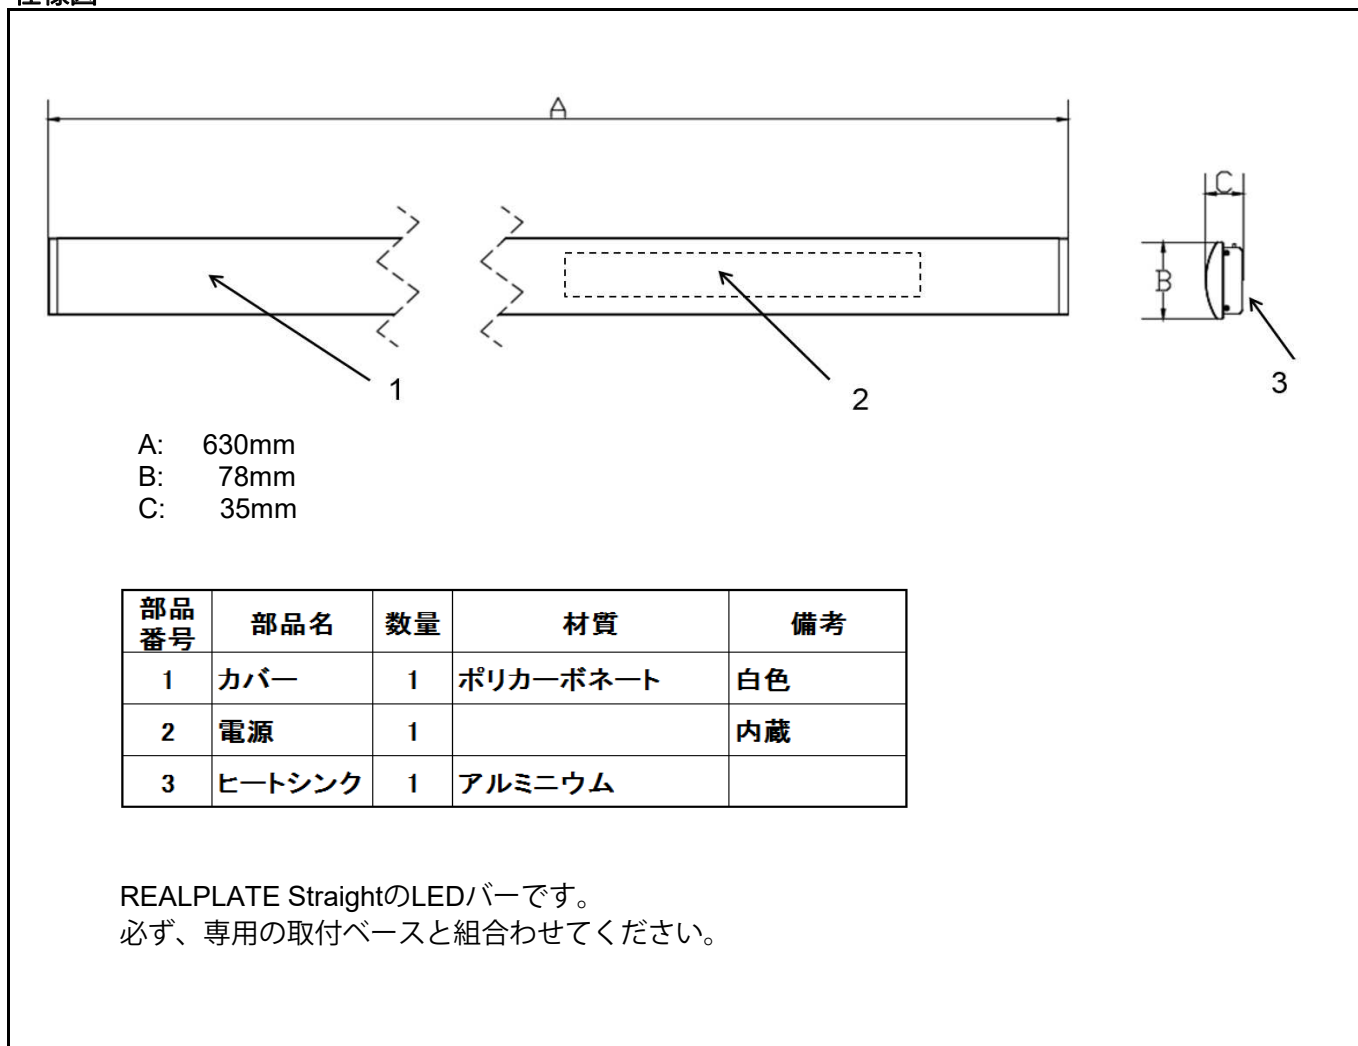 A
C
B
1
2
3
A: 630mm
B: 78mm
C: 35mm
部品番号 部品名 数量 材質 備考
1 カバー 1 ポリカーボネート 白色
2 電源 1 内蔵
3 ヒートシンク 1 アルミニウム
REALPLATE StraightのLEDバーです。
必ず、専用の取付ベースと組合わせてください。